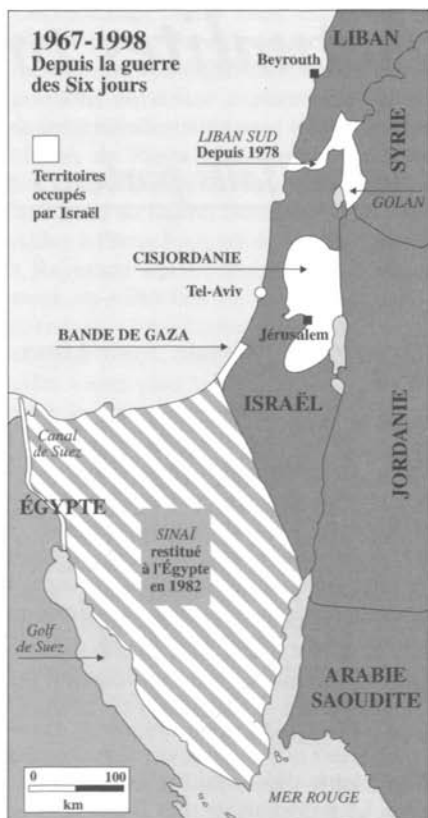 1967-1998
Depuis la guerre
des Six jours
Territoires
occupés
par Israël
LIBAN
Beyrouth
LIBAN SUD
Depuis 1978
SYRIE
GOLAN
CISJORDANIE
Tel-Aviv
BANDE DE GAZA
Jérusalem
ISRAËL
JORDANIE
Canal
de Suez
ÉGYPTE
SINAÏ
restitué
à l'Égypte
en 1982
Golf
de Suez
ARABIE
SAOUDITE
0 100
km
MER ROUGE